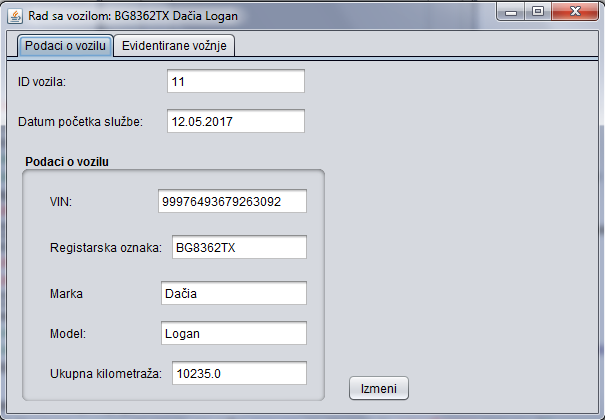 Rad sa vozilom: BG8362TX Dačia Logan
Podaci o vozilu Evidentirane vožnje
ID vozila: 11
Datum početka službe: 12.05.2017
Podaci o vozilu
VIN: 99976493679263092
Registarska oznaka: BG8362TX
Marka Dačia
Model: Logan
Ukupna kilometraža: 10235.0
Izmeni